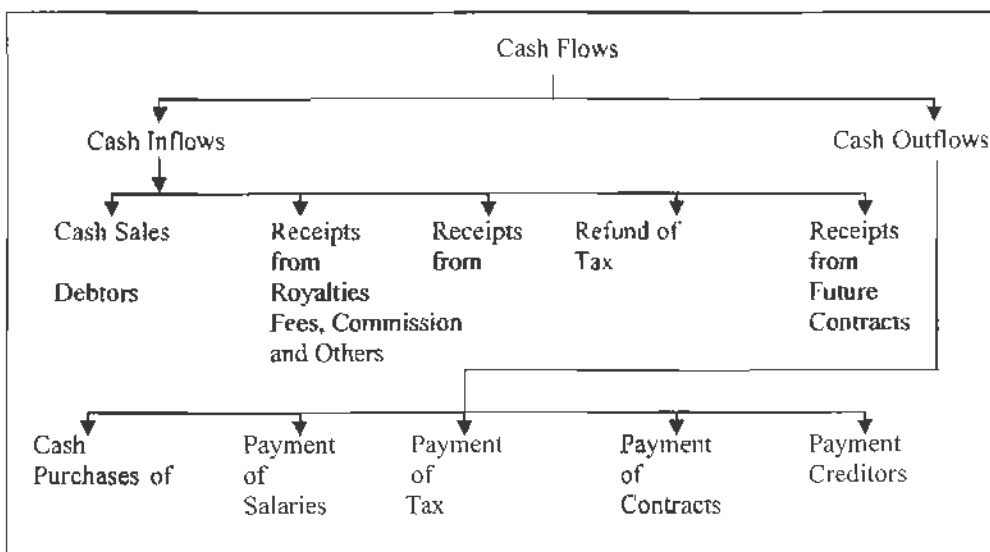 Cash Flows
Cash Inflows
Cash Outflows
Cash Sales
Debtors
Receipts
from
Royalties
Fees, Commission
and Others
Receipts
from
Refund of
Tax
Receipts
from
Future
Contracts
Cash
Purchases of
Payment
of
Salaries
Payment
of
Tax
Payment
of
Contracts
Payment
Creditors